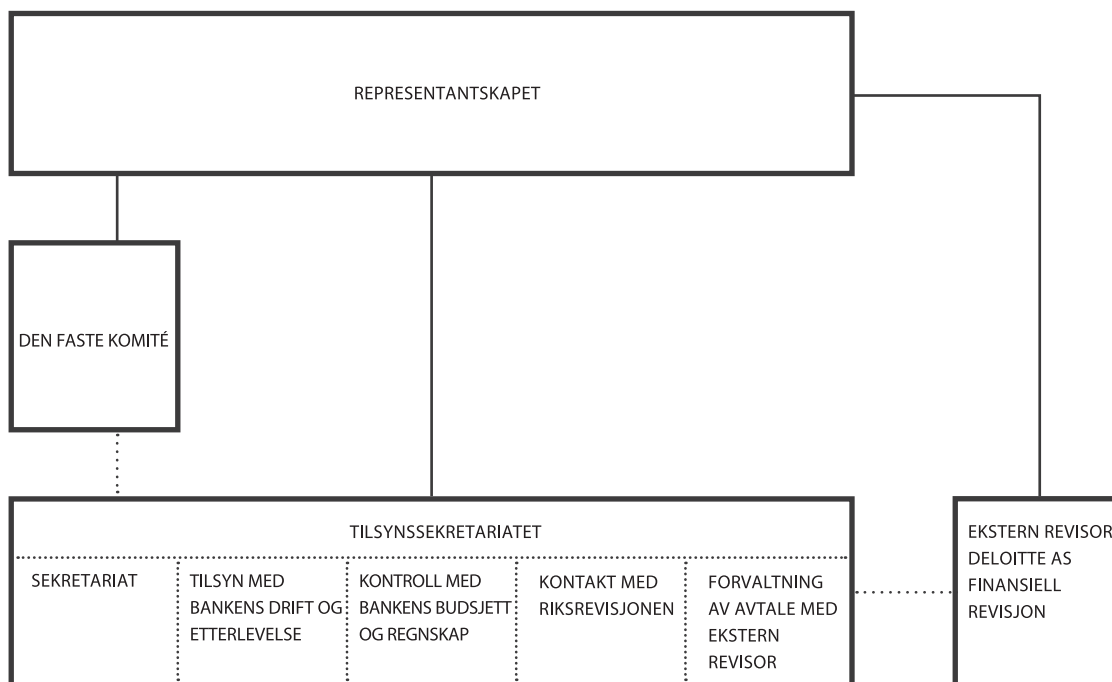 REPRESENTANTSKAPET
DEN FASTE KOMITÉ
TILSYNSSEKRETARIATET
SEKRETARIAT
TILSYN MED
BANKENS DRIFT OG
ETTERLEVELSE
KONTROLL MED
BANKENS BUDSJETT
OG REGNSKAP
KONTAKT MED
RIKSREVISJONEN
FORVALTNING
AV AVTALE MED
EKSTERN
REVISOR
EKSTERN REVISOR
DELOITTE AS
FINANSIELL
REVISJON